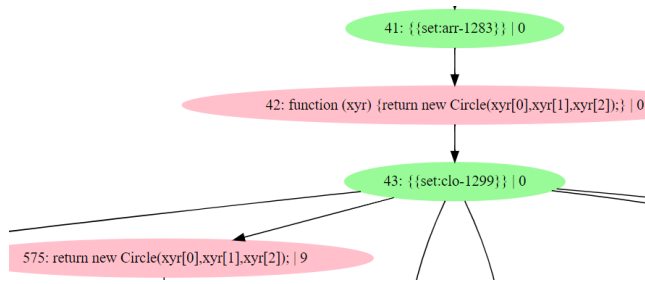 41: {{set:arr-1283}} | 0
42: function (xyr) {return new Circle(xyr[0],xyr[1],xyr[2]);} | 0
43: {{set:clo-1299}} | 0
575: return new Circle(xyr[0],xyr[1],xyr[2]); | 9